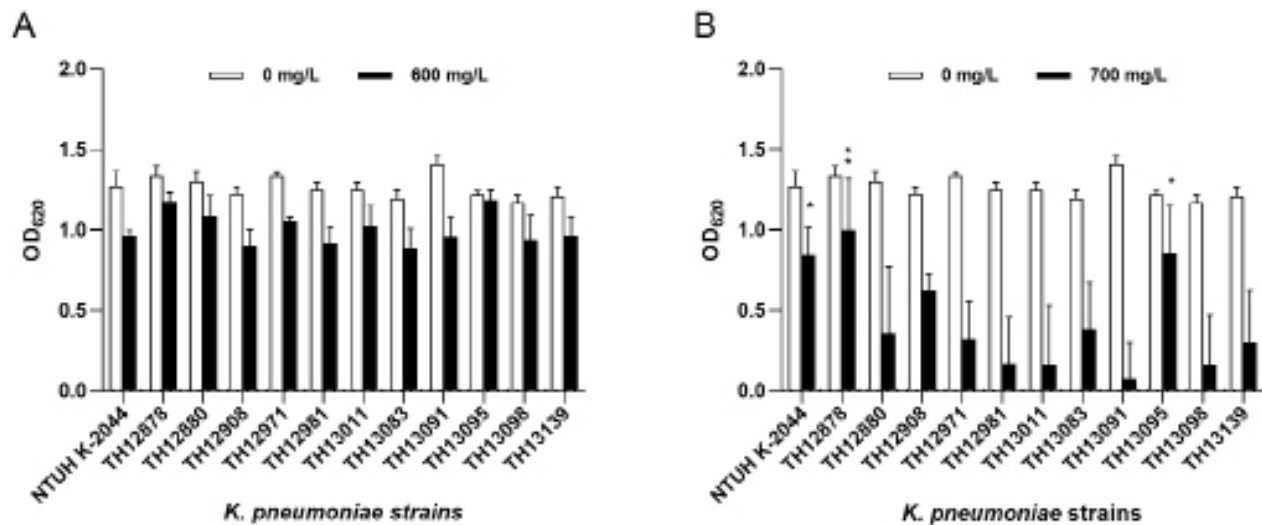 A
0 mg/L 600 mg/L
2.0
1.5
1.0
0.5
0.0
OD620
NTUH K-2044
TH12878
TH12880
TH12908
TH12971
TH12981
TH13011
TH13083
TH13091
TH13095
TH13098
TH13139
K. pneumoniae strains
B
0 mg/L 700 mg/L
2.0
1.5
1.0
0.5
0.0
OD620
*
*
*
*
NTUH K-2044
TH12878
TH12880
TH12908
TH12971
TH12981
TH13011
TH13083
TH13091
TH13095
TH13098
TH13139
K. pneumoniae strains